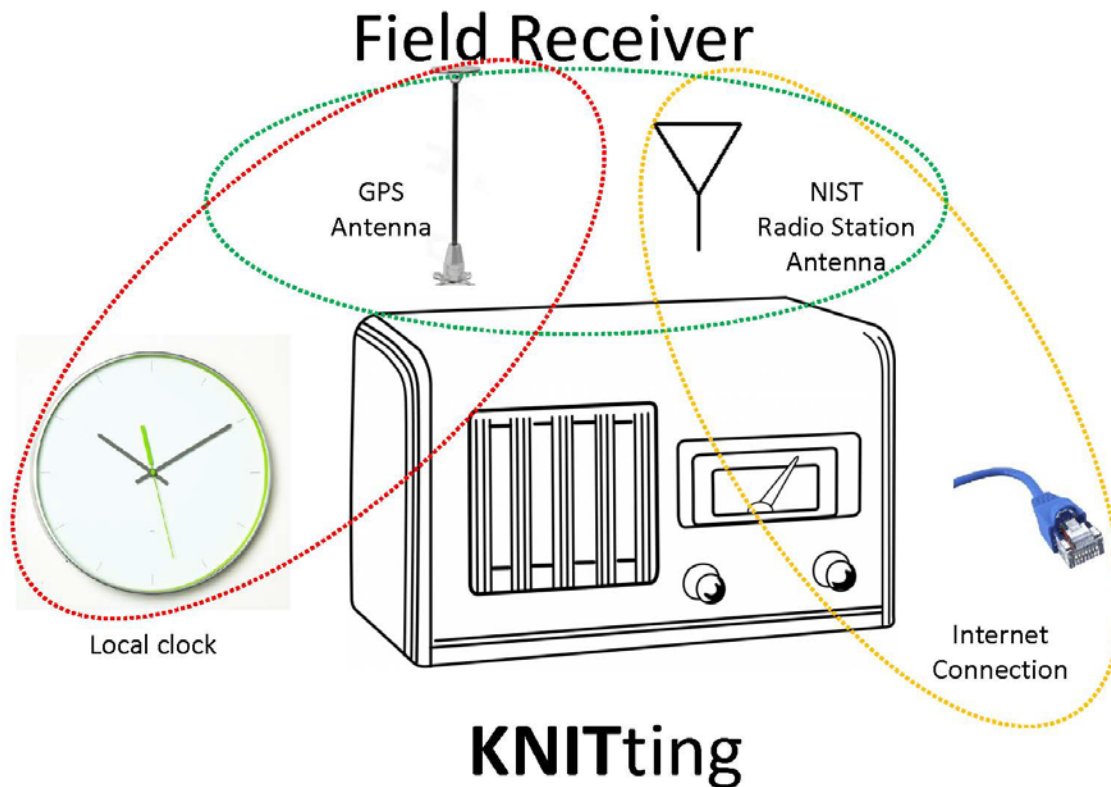 Field Receiver
GPS
Antenna
NIST
Radio Station
Antenna
Local clock
Internet
Connection
KNITting